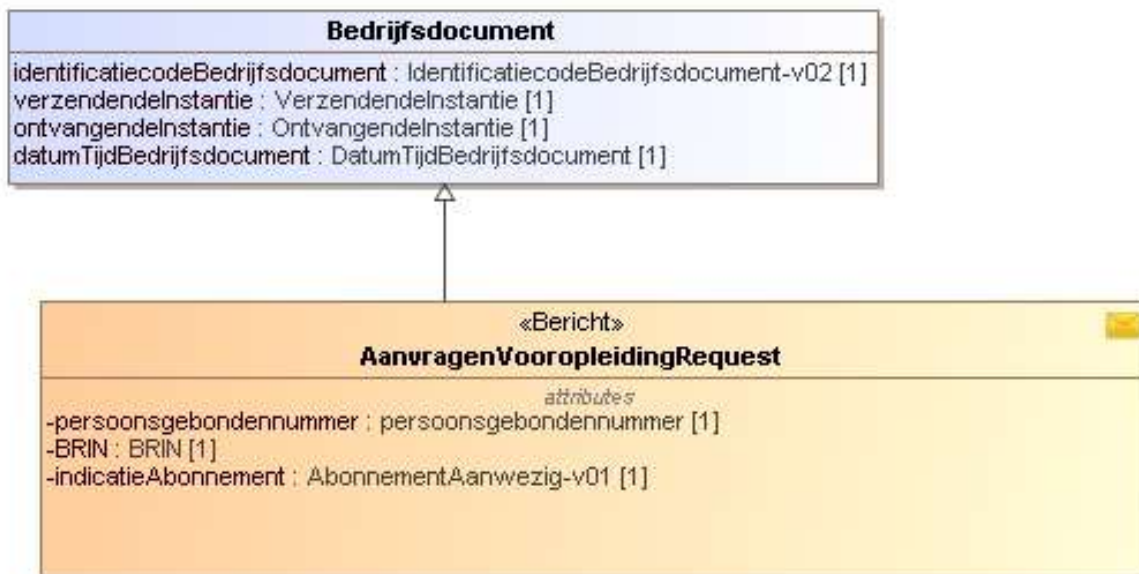 Bedrijfsdocument
identificatiecodeBedrijfsdocument : IdentificatiecodeBedrijfsdocument-v02 [1]
verzendendeInstantie : VerzendendeInstantie [1]
ontvangendeInstantie : OntvangendeInstantie [1]
datumTijdBedrijfsdocument : DatumTijdBedrijfsdocument [1]
«Bericht»
AanvragenVooropleidingRequest
attributes
-persoonsgebondennummer : persoonsgebondennummer [1]
-BRIN : BRIN [1]
-indicatieAbonnement : AbonnementAanwezig-v01 [1]